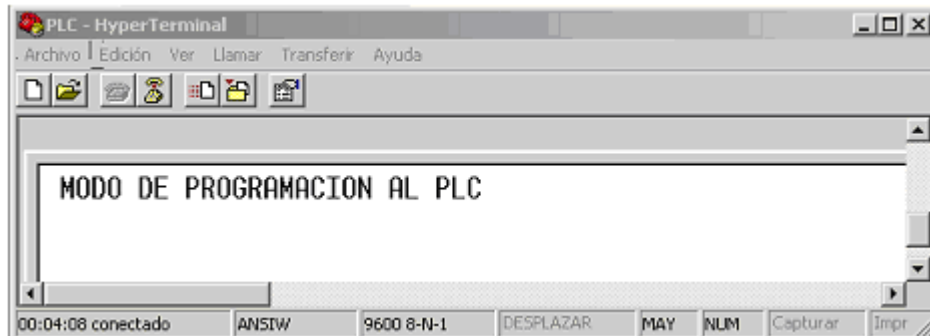 PLC - HyperTerminal
Archivo Edición Ver Llamar Transferir Ayuda
MODO DE PROGRAMACION AL PLC
00:04:08 conectado ANSIW 9600 8-N-1 DESPLAZAR MAY NUM Capturar Impr